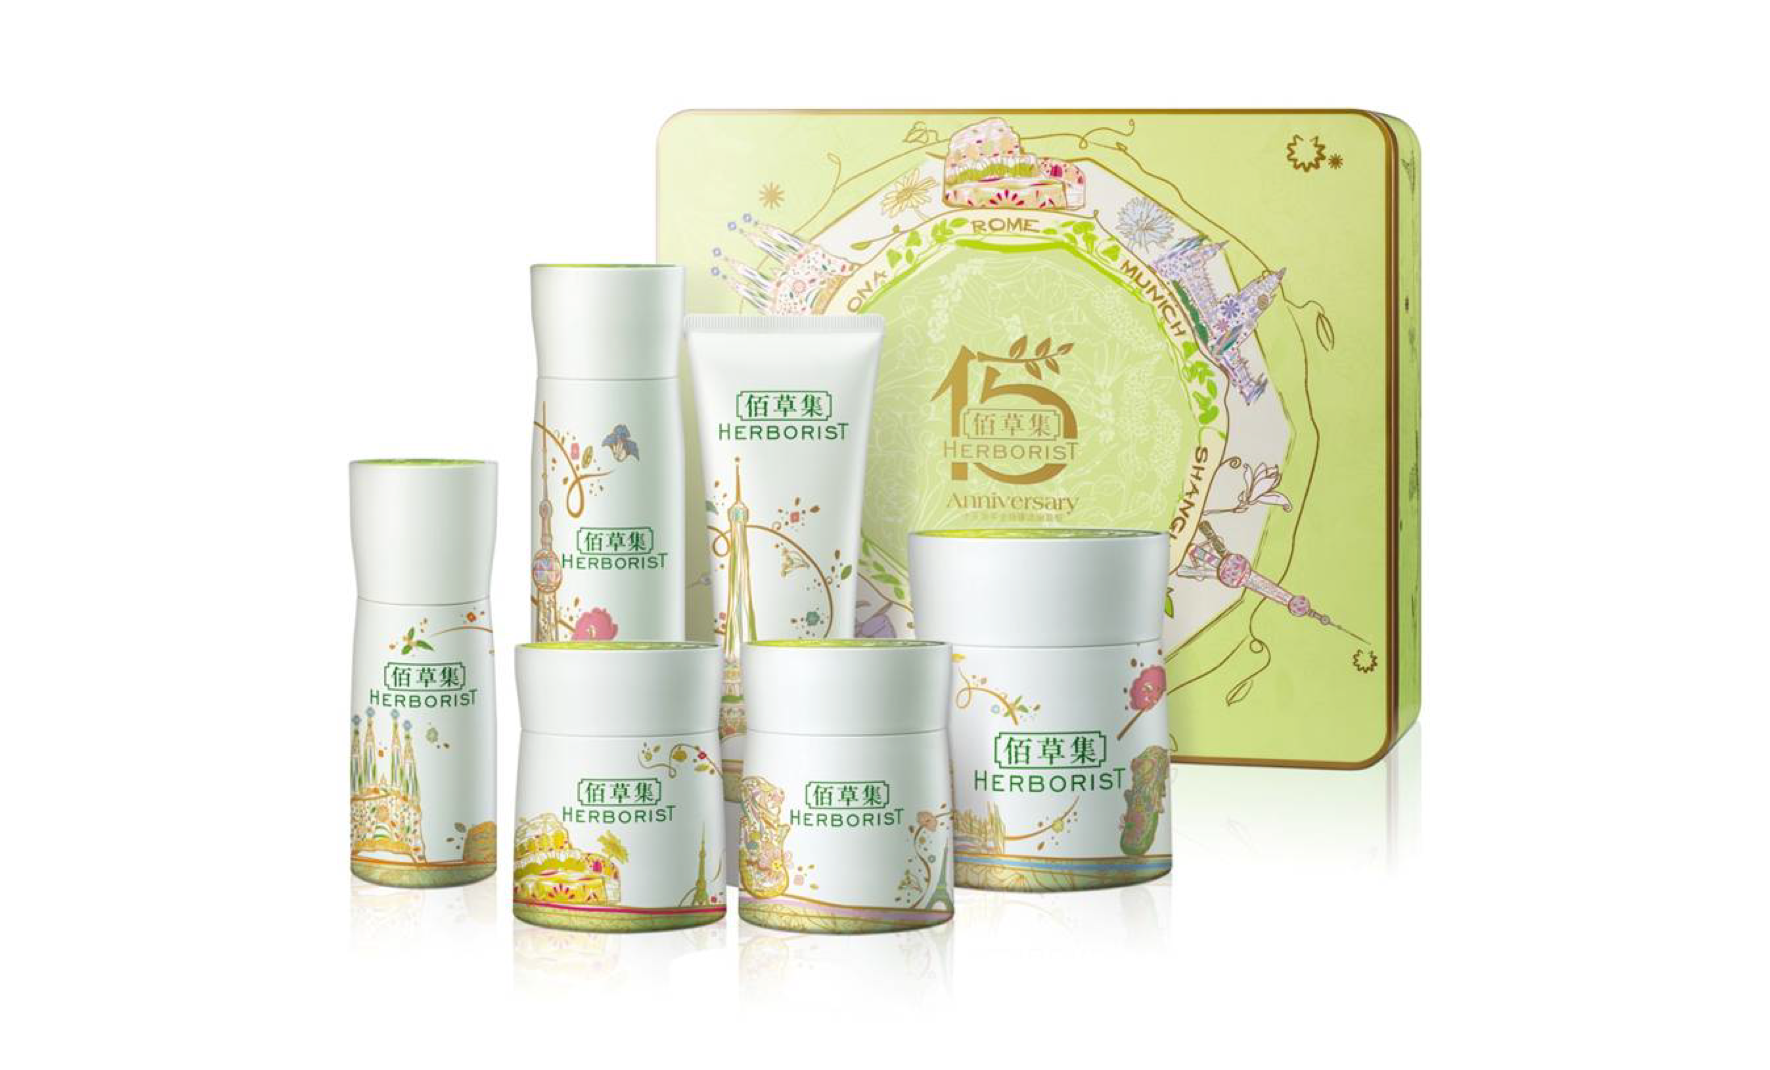 ROME
MUNICH
ONA
SHANG
15
佰草集
HERBORIST
Anniversary
佰草集
HERBORIST
佰草集
HERBORIST
佰草集
HERBORIST
佰草集
HERBORIST
佰草集
HERBORIST
佰草集
HERBORIST